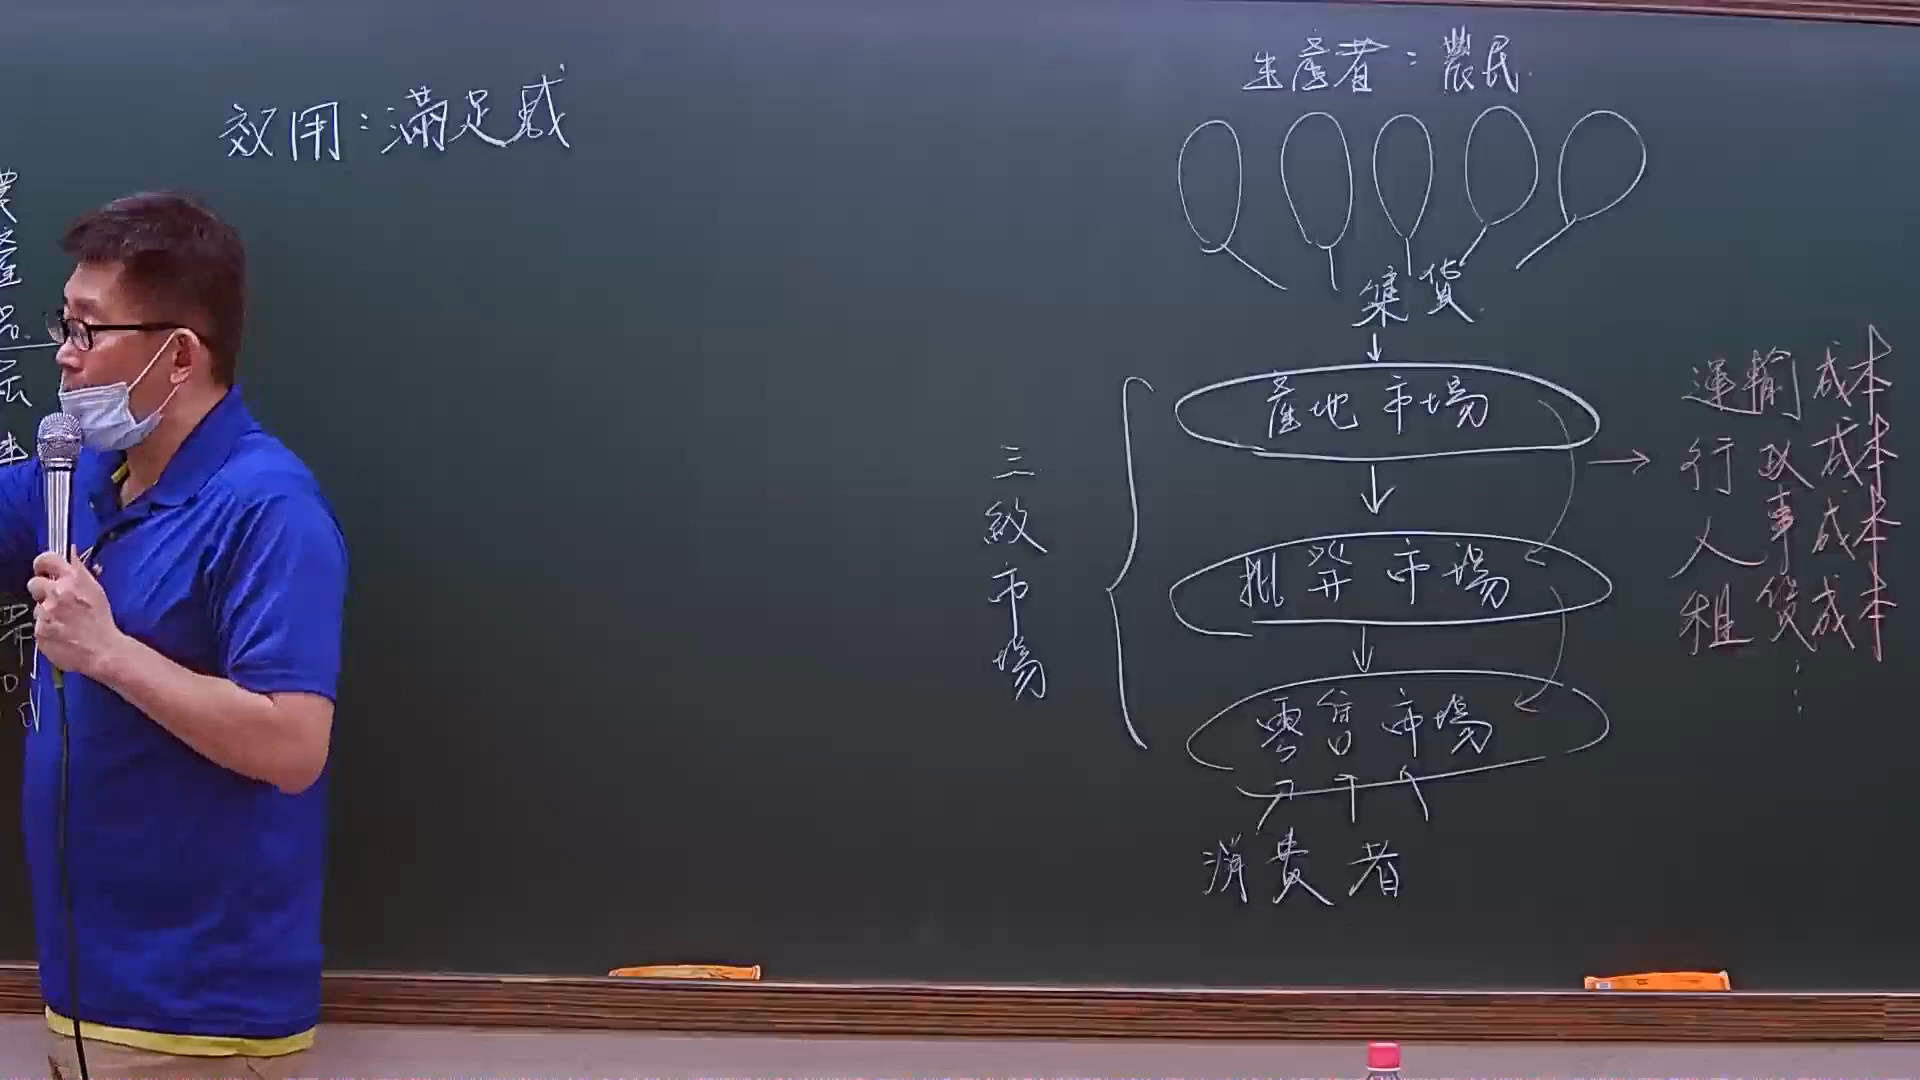 效用：滿足感
生產者：農民
集貨
三級市場
產地市場
批發市場
零售市場
消費者
運輸成本
行政成本
人事成本
租賃成本
⋮